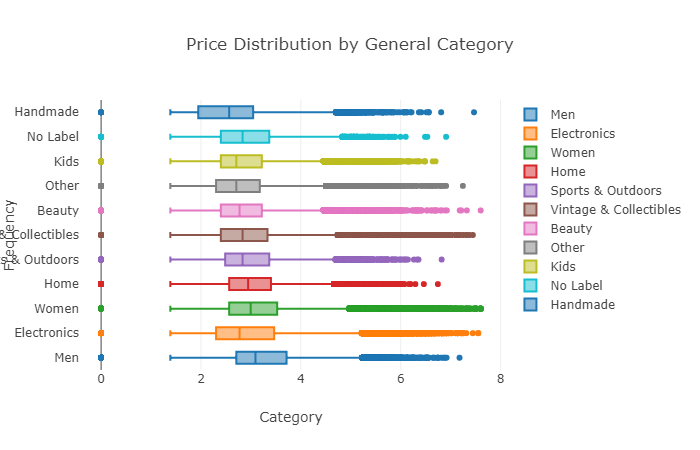 Price Distribution by General Category
Handmade
No Label
Kids
Other
Beauty
& Collectibles
& Outdoors
Home
Women
Electronics
Men
Frequency
0 2 4 6 8
Category
Men
Electronics
Women
Home
Sports & Outdoors
Vintage & Collectibles
Beauty
Other
Kids
No Label
Handmade